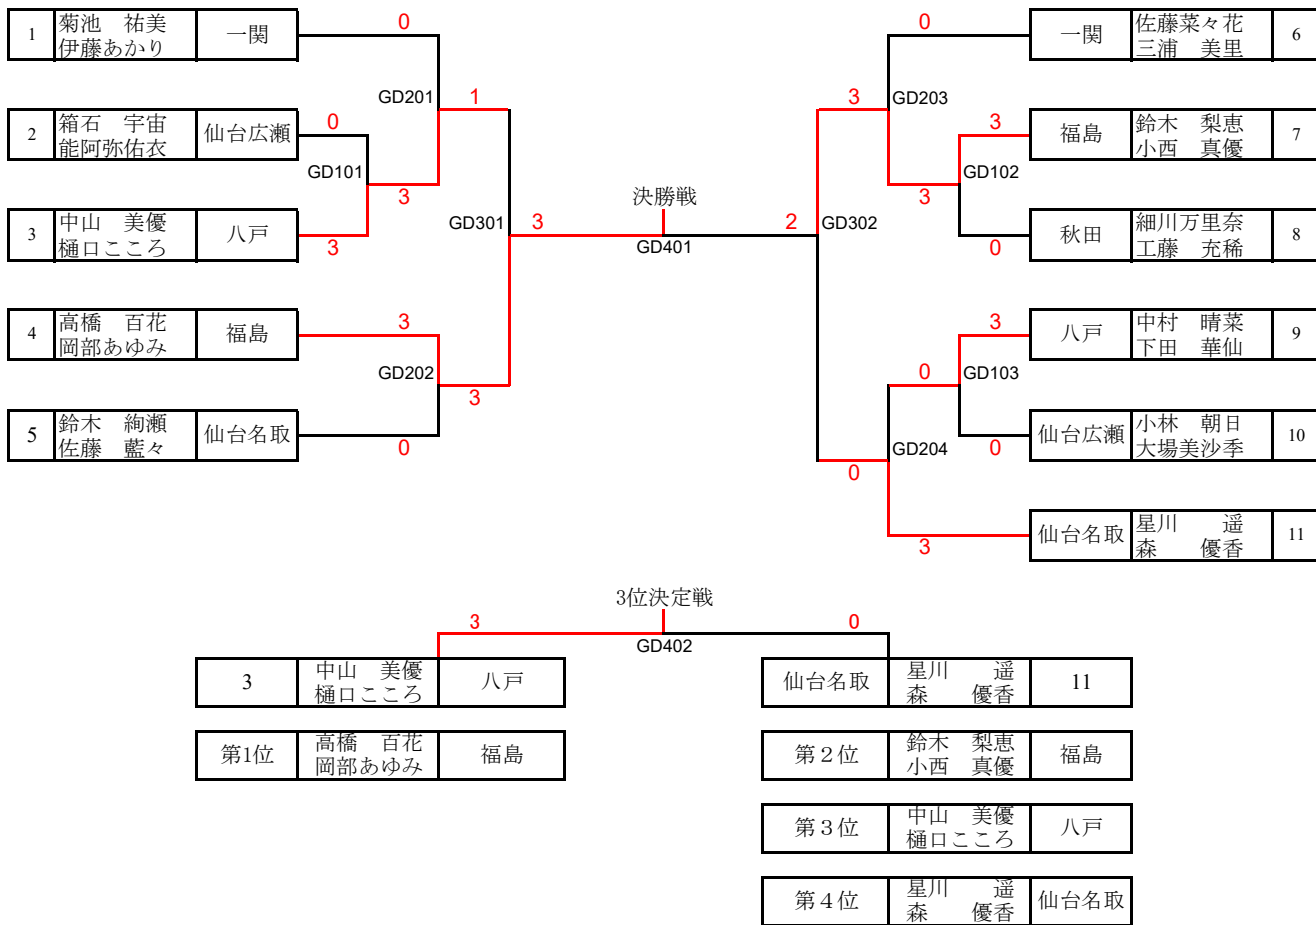 1 菊池 祐美 一関
伊藤あかり
0
GD201
1
2 箱石 宇宙 仙台広瀬
能阿弥佑衣
0
GD101
3
3 中山 美優 八戸
樋口こころ
3
GD301
3
4 高橋 百花 福島
岡部あゆみ
3
GD202
3
5 鈴木 絢瀬 仙台名取
佐藤 藍々
0
決勝戦
GD401
2
GD302
0
一関 佐藤菜々花 6
三浦 美里
3
GD203
3
福島 鈴木 梨恵 7
小西 真優
GD102
3
秋田 細川万里奈 8
工藤 充稀
0
3
八戸 中村 晴菜 9
下田 華仙
0
GD103
仙台広瀬 小林 朝日 10
大場美沙季
0
GD204
0
仙台名取 星川 遥 11
森 優香
3
3位決定戦
3
0
GD402
3 中山 美優 八戸
樋口こころ
仙台名取 星川 遥 11
森 優香
第1位 高橋 百花 福島
岡部あゆみ
第2位 鈴木 梨恵 福島
小西 真優
第3位 中山 美優 八戸
樋口こころ
第4位 星川 遥 仙台名取
森 優香